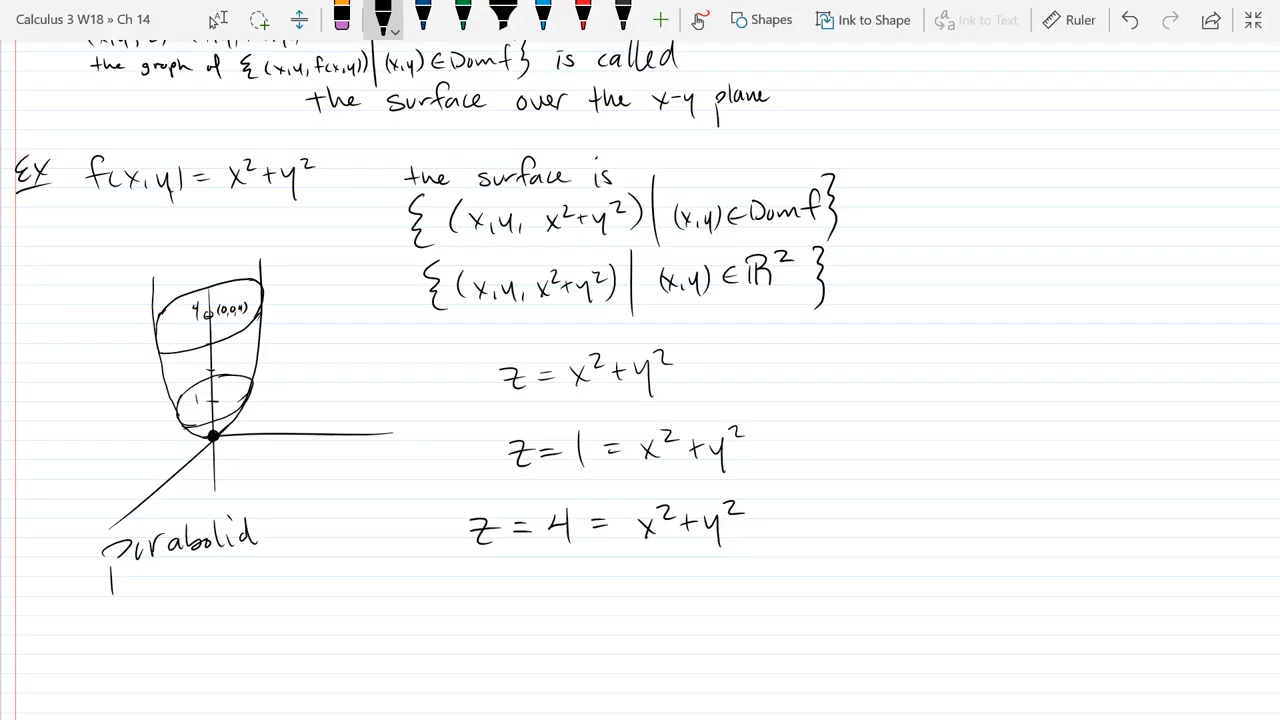 Calculus 3 W18 » Ch 14
Shapes
Ink to Shape
Ink to Text
Ruler
the graph of {(x,y,f(x,y)) | (x,y) ∈ Dom f} is called
the surface over the x-y plane
Ex f(x,y) = x² + y² the surface is
{ (x,y, x²+y²) | (x,y) ∈ Dom f }
{ (x,y, x²+y²) | (x,y) ∈ ℝ² }
4 (0,0,4)
1
z = x² + y²
z = 1 = x² + y²
z = 4 = x² + y²
parabolid